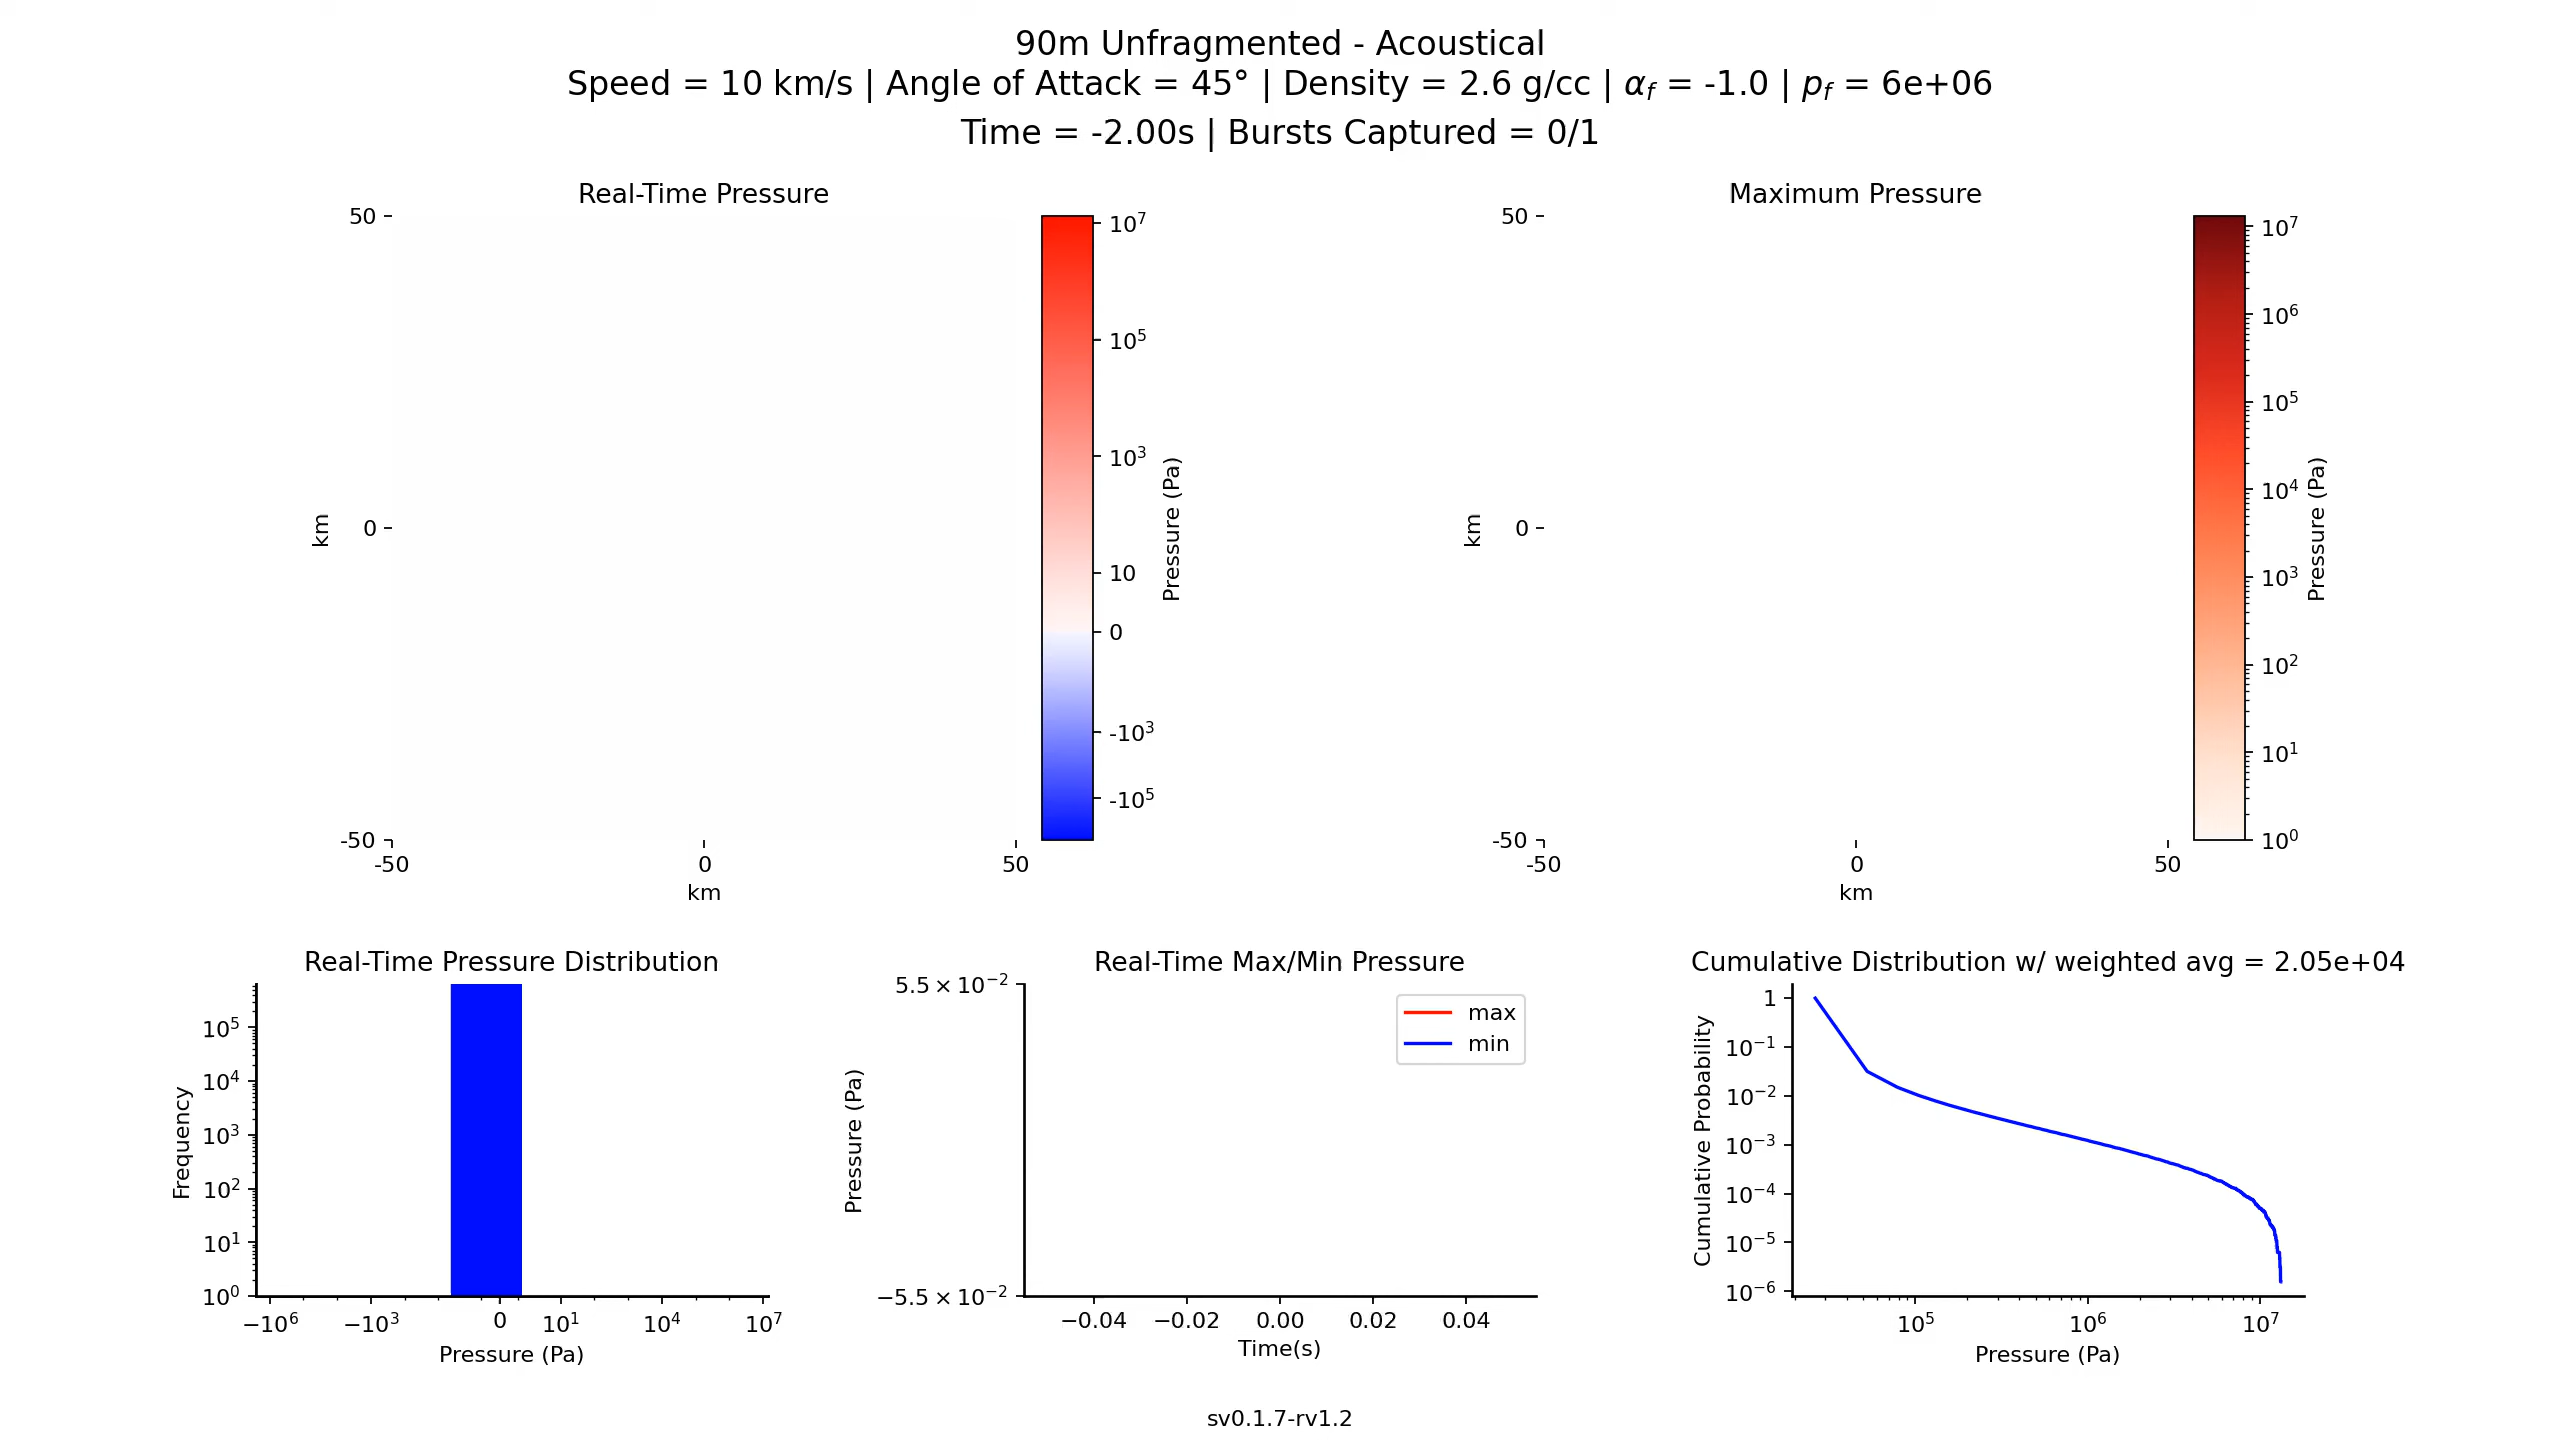 90m Unfragmented - Acoustical
Speed = 10 km/s | Angle of Attack = 45° | Density = 2.6 g/cc | α_f = -1.0 | p_f = 6e+06
Time = -2.00s | Bursts Captured = 0/1
Real-Time Pressure
50
0
-50
km
-50 0 50
km
10⁷
10⁵
10³
10
0
-10³
-10⁵
Pressure (Pa)
Maximum Pressure
50
0
-50
km
-50 0 50
km
10⁷
10⁶
10⁵
10⁴
10³
10²
10¹
10⁰
Pressure (Pa)
Real-Time Pressure Distribution
Frequency
10⁵
10⁴
10³
10²
10¹
10⁰
−10⁶ −10³ 0 10¹ 10⁴ 10⁷
Pressure (Pa)
Real-Time Max/Min Pressure
5.5 × 10⁻²
−5.5 × 10⁻²
Pressure (Pa)
max
min
−0.04 −0.02 0.00 0.02 0.04
Time(s)
Cumulative Distribution w/ weighted avg = 2.05e+04
Cumulative Probability
1
10⁻¹
10⁻²
10⁻³
10⁻⁴
10⁻⁵
10⁻⁶
10⁵ 10⁶ 10⁷
Pressure (Pa)
sv0.1.7-rv1.2